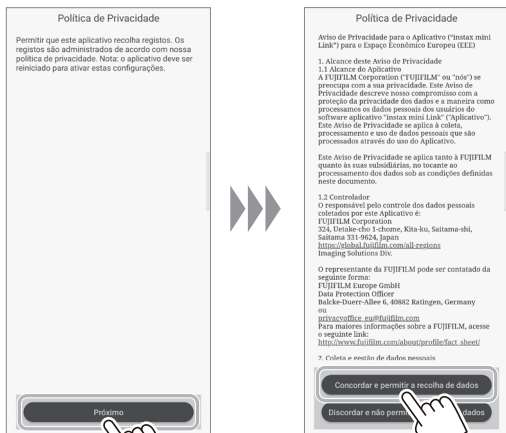 Política de Privacidade
Permitir que este aplicativo recolha registos. Os
registos são administrados de acordo com nossa
política de privacidade. Nota: o aplicativo deve ser
reiniciado para ativar estas configurações.
Próximo
Política de Privacidade
Aviso de Privacidade para o Aplicativo ("instax mini
Link") para o Espaço Econômico Europeu (EEE)
1. Alcance deste Aviso de Privacidade
1.1 Alcance do Aplicativo
A FUJIFILM Corporation ("FUJIFILM" ou "nós") se
preocupa com a sua privacidade. Este Aviso de
Privacidade descreve nosso compromisso com a
proteção da privacidade dos dados e a maneira como
processamos os dados pessoais dos usuários do
software aplicativo "instax mini Link" ("Aplicativo").
Este Aviso de Privacidade se aplica à coleta,
processamento e uso de dados pessoais que são
processados através do uso do Aplicativo.
Este Aviso de Privacidade se aplica tanto à FUJIFILM
quanto às suas subsidiárias, no tocante ao
processamento dos dados sob as condições definidas
neste documento.
1.2 Controlador
O responsável pelo controle dos dados pessoais
coletados por este Aplicativo é:
FUJIFILM Corporation
324, Uetake-cho 1-chome, Kita-ku, Saitama-shi,
Saitama 331-9624, Japan
https://global.fujifilm.com/all-regions
Imaging Solutions Div.
O representante da FUJIFILM pode ser contatado da
seguinte forma:
FUJIFILM Europe GmbH
Data Protection Officer
Balcke-Duerr-Allee 6, 40882 Ratingen, Germany
ou
privacyoffice_eu@fujifilm.com
Para maiores informações sobre a FUJIFILM, acesse
o seguinte link:
http://www.fujifilm.com/about/profile/fact_sheet/
2. Coleta e gestão de dados pessoais
Concordar e permitir a recolha de dados
Discordar e não dados